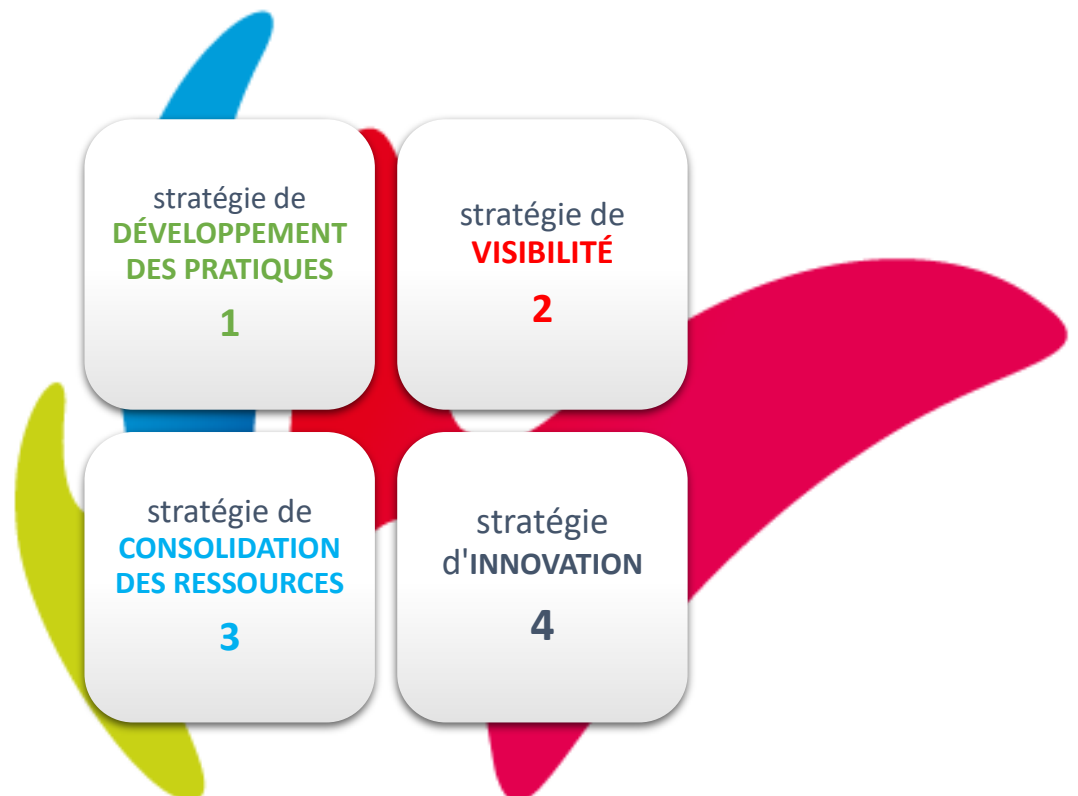 stratégie de
DÉVELOPPEMENT
DES PRATIQUES
1
stratégie de
VISIBILITÉ
2
stratégie de
CONSOLIDATION
DES RESSOURCES
3
stratégie
d'INNOVATION
4